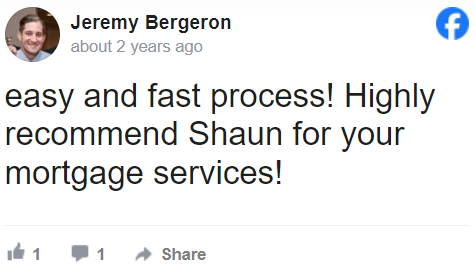 Jeremy Bergeron
about 2 years ago
easy and fast process! Highly
recommend Shaun for your
mortgage services!
1 1 Share